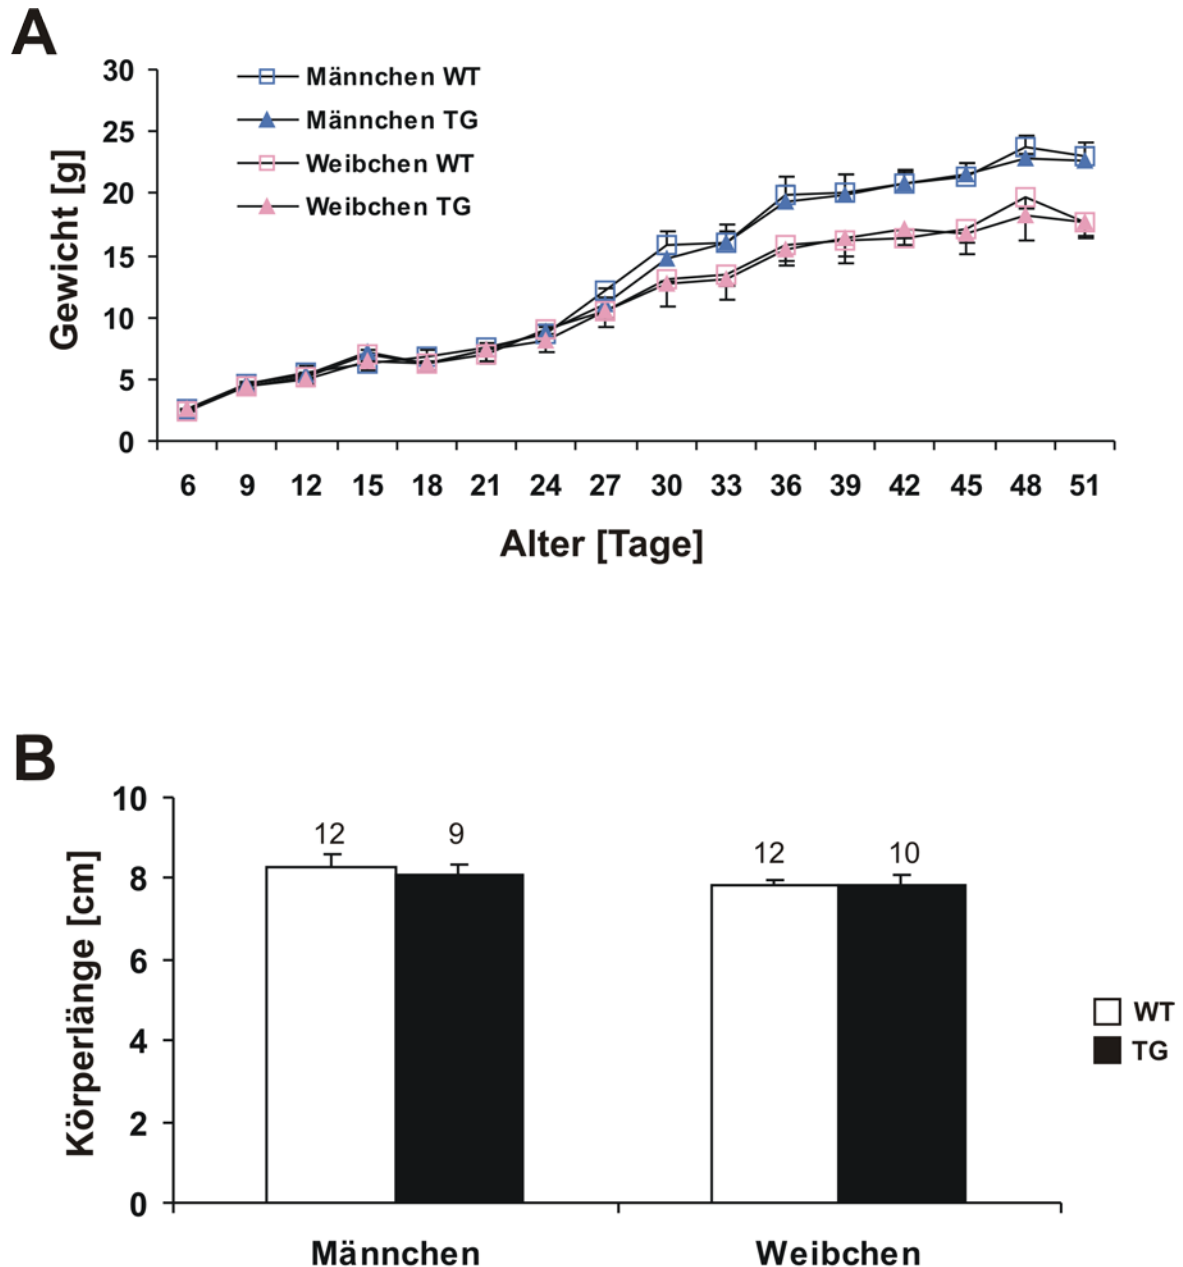 A
30
25
20
15
10
5
0
Gewicht [g]
Männchen WT
Männchen TG
Weibchen WT
Weibchen TG
6 9 12 15 18 21 24 27 30 33 36 39 42 45 48 51
Alter [Tage]
B
10
8
6
4
2
0
Körperlänge [cm]
12 9 12 10
WT
TG
Männchen Weibchen